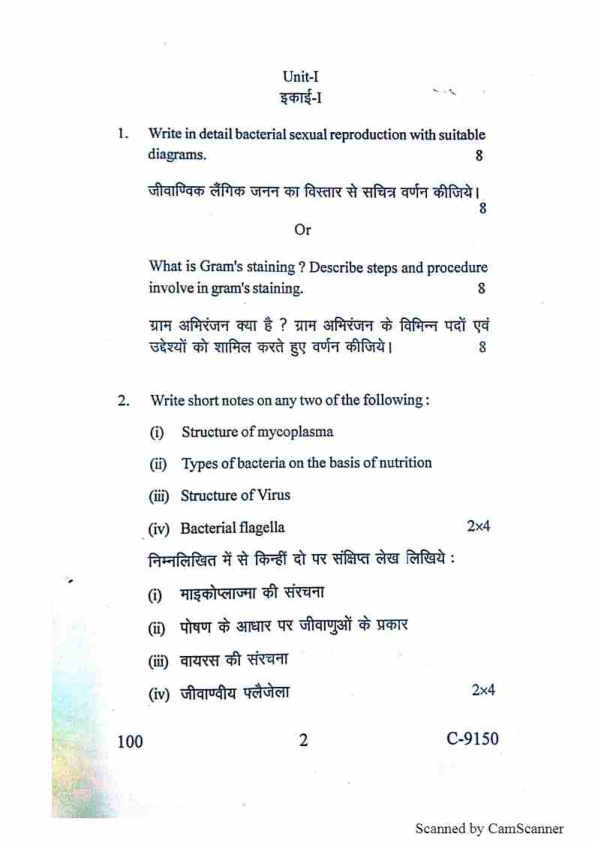 Unit-I
इकाई-I
1. Write in detail bacterial sexual reproduction with suitable
diagrams. 8
जीवाण्विक लैंगिक जनन का विस्तार से सचित्र वर्णन कीजिये।
8
Or
What is Gram's staining ? Describe steps and procedure
involve in gram's staining. 8
ग्राम अभिरंजन क्या है ? ग्राम अभिरंजन के विभिन्न पदों एवं
उद्देश्यों को शामिल करते हुए वर्णन कीजिये। 8
2. Write short notes on any two of the following :
(i) Structure of mycoplasma
(ii) Types of bacteria on the basis of nutrition
(iii) Structure of Virus
(iv) Bacterial flagella 2×4
निम्नलिखित में से किन्हीं दो पर संक्षिप्त लेख लिखिये :
(i) माइकोप्लाज्मा की संरचना
(ii) पोषण के आधार पर जीवाणुओं के प्रकार
(iii) वायरस की संरचना
(iv) जीवाण्वीय फ्लैजेला 2×4
100 2 C-9150
Scanned by CamScanner